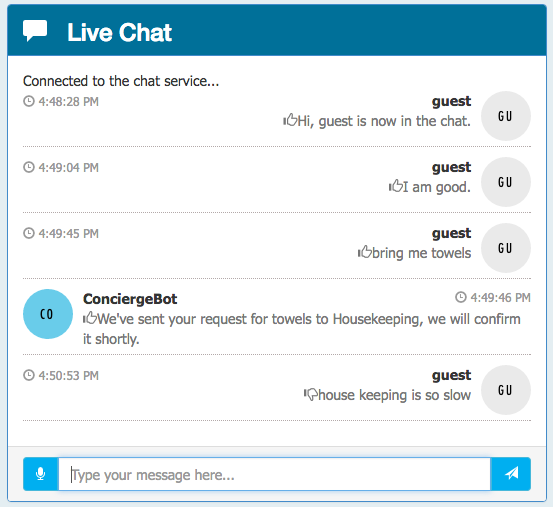 Live Chat
Connected to the chat service...
4:48:28 PM
guest
Hi, guest is now in the chat.
GU
4:49:04 PM
guest
I am good.
GU
4:49:45 PM
guest
bring me towels
GU
CO
ConciergeBot
4:49:46 PM
We've sent your request for towels to Housekeeping, we will confirm
it shortly.
4:50:53 PM
guest
house keeping is so slow
GU
Type your message here...